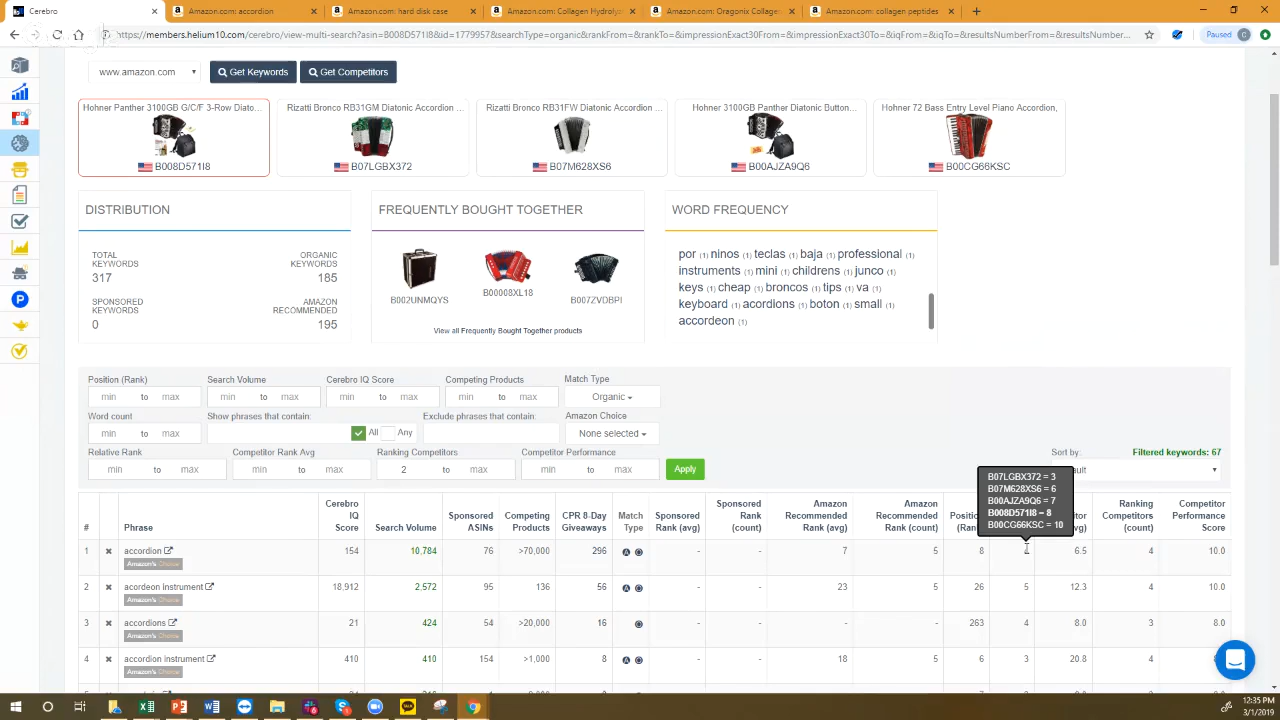 Cerebro
Amazon.com: accordion
Amazon.com: hard disk case
Amazon.com: Collagen Hydrolys
Amazon.com: Oragonix Collage
Amazon.com: collagen peptides
https://members.helium10.com/cerebro/view-multi-search?asin=B008D571I8&id=1779957&searchType=organic&rankFrom=&rankTo=&impressionExact30From=&impressionExact30To=&iqFrom=&iqTo=&resultsNumberFrom=&resultsNumber...
Paused
www.amazon.com
Get Keywords
Get Competitors
Hohner Panther 3100GB G/C/F 3-Row Diato...
Rizatti Bronco RB31GM Diatonic Accordion ...
Rizatti Bronco RB31FW Diatonic Accordion ...
Hohner 3100GB Panther Diatonic Button...
Hohner 72 Bass Entry Level Piano Accordion,
B008D571I8
B07LGBX372
B07M628XS6
B00AJZA9Q6
B00CG66KSC
DISTRIBUTION
TOTAL KEYWORDS
317
ORGANIC KEYWORDS
185
SPONSORED KEYWORDS
0
AMAZON RECOMMENDED
195
FREQUENTLY BOUGHT TOGETHER
B002UNMQYS
B00008XL18
B007ZVDBPI
View all Frequently Bought Together products
WORD FREQUENCY
por (1) ninos (1) teclas (1) baja (1) professional (1)
instruments (1) mini (1) childrens (1) junco (1)
keys (1) cheap (1) broncos (1) tips (1) va (1)
keyboard (1) acordions (1) boton (1) small (1)
accordeon (1)
Position (Rank)
Search Volume
Cerebro IQ Score
Competing Products
Match Type
min to max
min to max
min to max
min to max
Organic
Word count
Show phrases that contain:
Exclude phrases that contain:
Amazon Choice
min to max
All
Any
None selected
Relative Rank
Competitor Rank Avg
Ranking Competitors
Competitor Performance
min to max
min to max
2 to max
min to max
Apply
Sort by:
Filtered keywords: 67
B07LGBX372 = 3
B07M628XS6 = 6
B00AJZA9Q6 = 7
B008D571I8 = 8
B00CG66KSC = 10
# Phrase Cerebro IQ Score Search Volume Sponsored ASINs Competing Products CPR 8-Day Giveaways Match Type Sponsored Rank (avg) Sponsored Rank (count) Amazon Recommended Rank (avg) Amazon Recommended Rank (count) Ranking Competitors (count) Competitor Performance Score
1 accordion 154 10,784 76 >70,000 296 - - 7 5 8 6.5 4 10.0
Amazon's Choice
2 acordeon instrument 18,912 2,572 95 136 56 - - 23 5 26 5 12.3 4 10.0
Amazon's Choice
3 accordions 21 424 54 >20,000 16 - - 18 5 263 4 8.0 3 8.0
Amazon's Choice
4 accordion instrument 410 410 154 >1,000 8 - - 18 5 6 3 20.8 4
Amazon's Choice
12:35 PM
3/1/2019